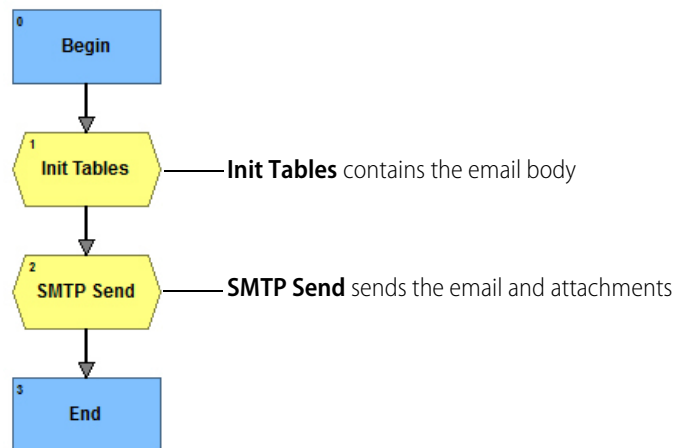 0
Begin
1
Init Tables
Init Tables contains the email body
2
SMTP Send
SMTP Send sends the email and attachments
3
End